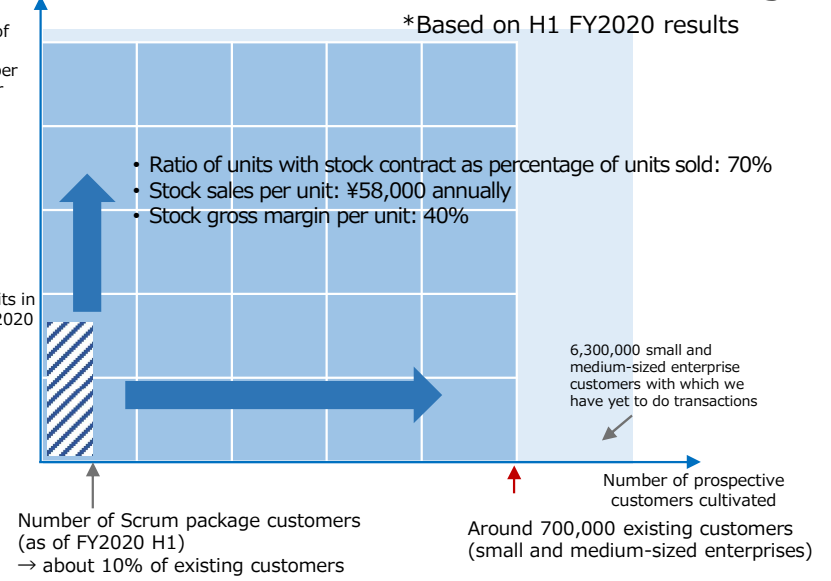 *Based on H1 FY2020 results
of
per
• Ratio of units with stock contract as percentage of units sold: 70%
• Stock sales per unit: ¥58,000 annually
• Stock gross margin per unit: 40%
in
2020
6,300,000 small and
medium-sized enterprise
customers with which we
have yet to do transactions
Number of prospective
customers cultivated
Number of Scrum package customers
(as of FY2020 H1)
→ about 10% of existing customers
Around 700,000 existing customers
(small and medium-sized enterprises)